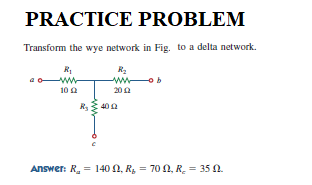 PRACTICE PROBLEM
Transform the wye network in Fig. to a delta network.
R₁ R₂
a b
10 Ω 20 Ω
R₃ 40 Ω
c
Answer: Rₐ = 140 Ω, R_b = 70 Ω, R_c = 35 Ω.